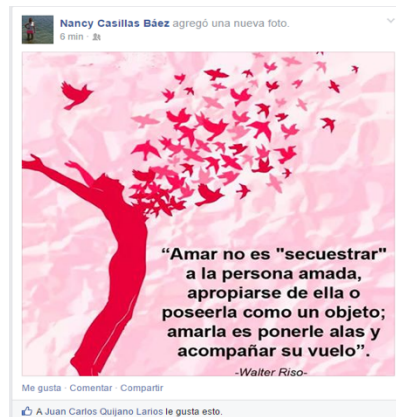 Nancy Casillas Báez agregó una nueva foto.
6 min ·
“Amar no es "secuestrar"
a la persona amada,
apropiarse de ella o
poseerla como un objeto;
amarla es ponerle alas y
acompañar su vuelo”.
-Walter Riso-
Me gusta · Comentar · Compartir
A Juan Carlos Quijano Larios le gusta esto.